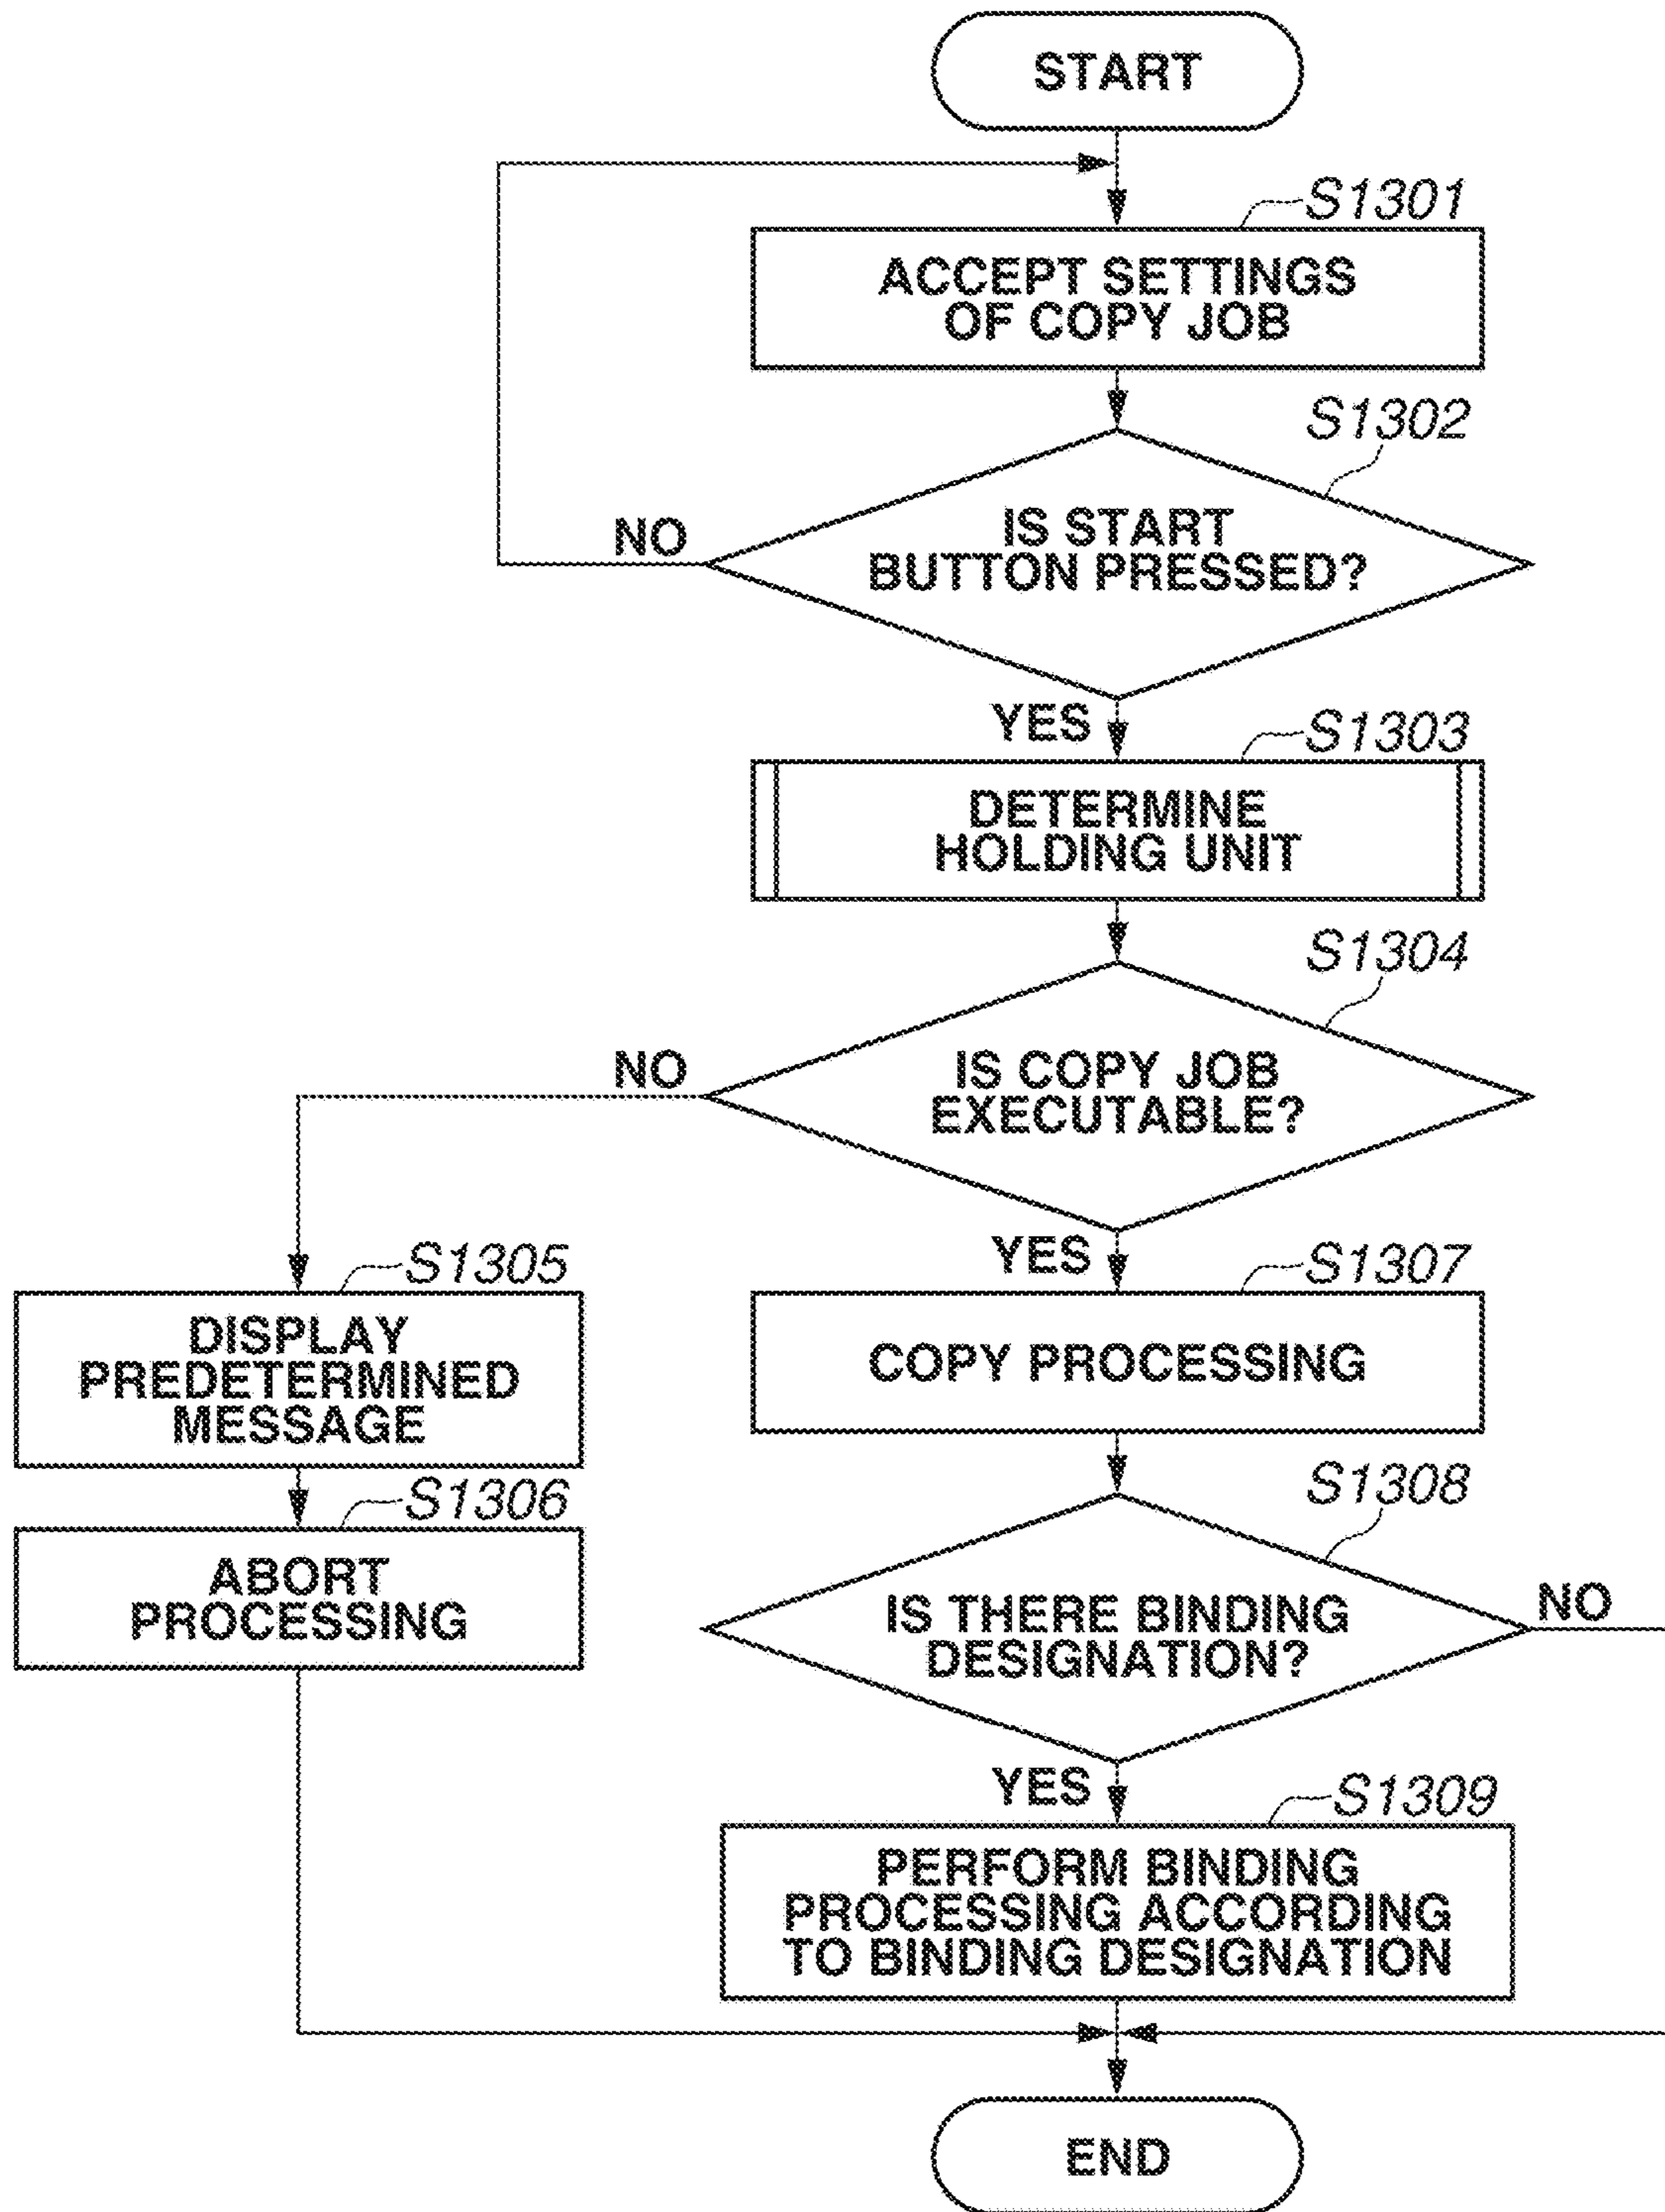 START
S1301
ACCEPT SETTINGS
OF COPY JOB
S1302
IS START
BUTTON PRESSED?
NO
YES
S1303
DETERMINE
HOLDING UNIT
S1304
IS COPY JOB
EXECUTABLE?
NO
YES
S1305
DISPLAY
PREDETERMINED
MESSAGE
S1306
ABORT
PROCESSING
S1307
COPY PROCESSING
S1308
IS THERE BINDING
DESIGNATION?
NO
YES
S1309
PERFORM BINDING
PROCESSING ACCORDING
TO BINDING DESIGNATION
END